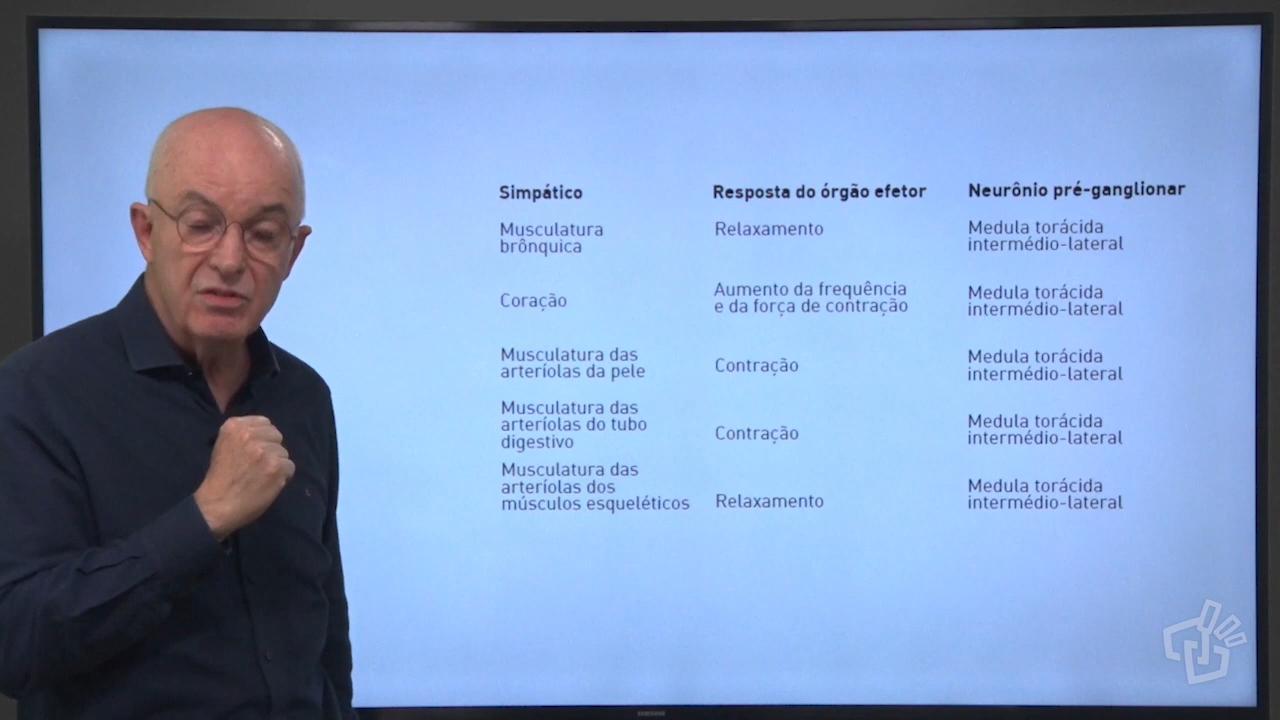 Simpático Resposta do órgão efetor Neurônio pré-ganglionar
Musculatura Relaxamento Medula torácida
brônquica intermédio-lateral
Coração Aumento da frequência Medula torácida
e da força de contração intermédio-lateral
Musculatura das Contração Medula torácida
arteríolas da pele intermédio-lateral
Musculatura das Medula torácida
arteríolas do tubo Contração intermédio-lateral
digestivo
Musculatura das Medula torácida
arteríolas dos intermédio-lateral
músculos esqueléticos Relaxamento
SAMSUNG